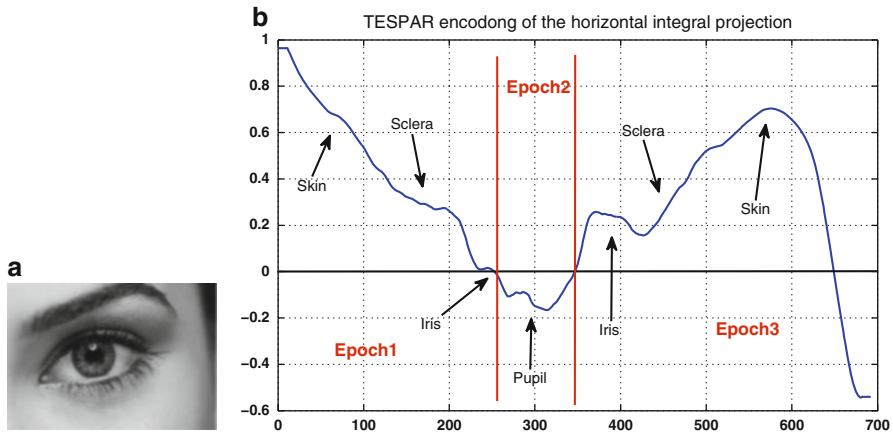 b
TESPAR encodong of the horizontal integral projection
1
0.8
0.6
0.4
0.2
0
−0.2
−0.4
−0.6
0 100 200 300 400 500 600 700
Epoch2
Sclera
Sclera
Skin
Skin
Iris
Iris
Epoch1
Epoch3
Pupil
a